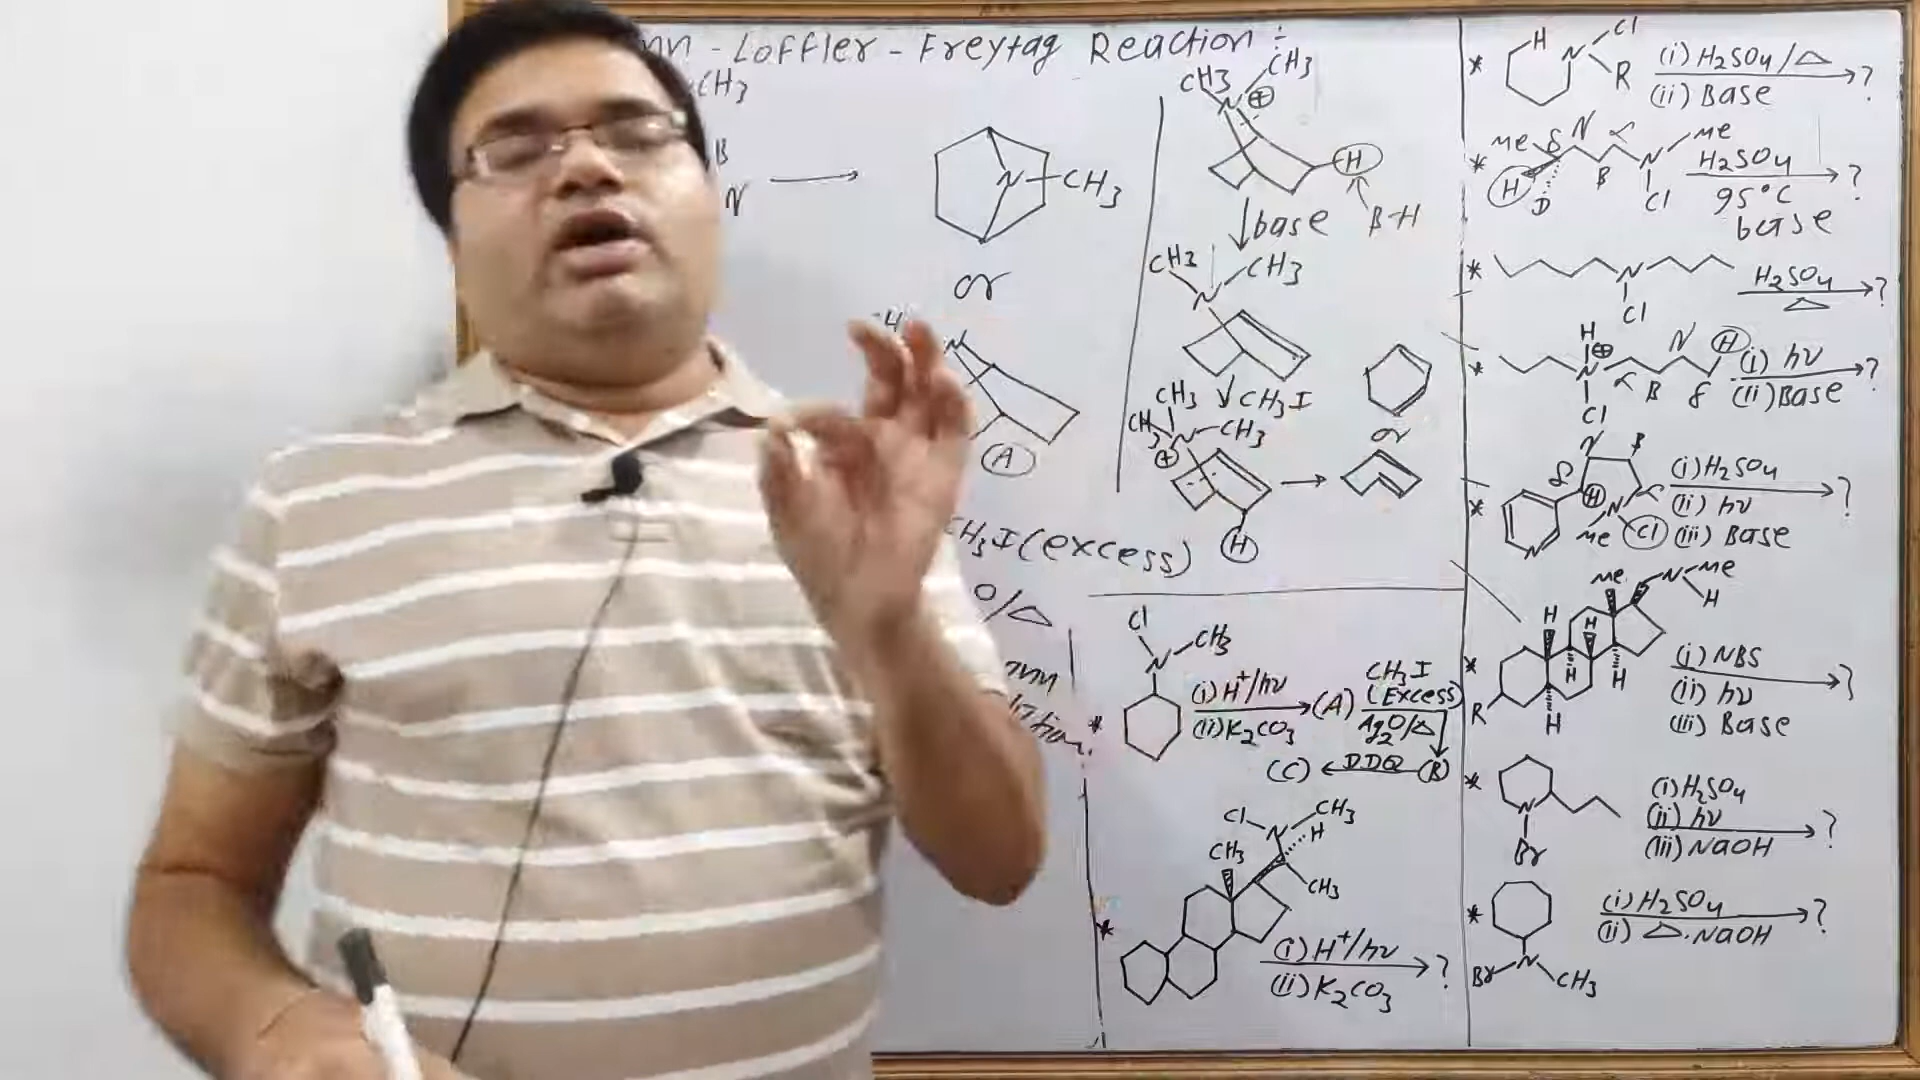 - Loffler - Freytag Reaction :
CH3
B
N
N
CH3
or
N
A
CH3I (excess)
O/△
CH3
CH3
N ⊕
H
base
B-H
CH3
CH3
N
CH3
CH3I
CH3
CH3
N
⊕
or
H
Cl
CH3
N
* (i) H+/hν
(ii) K2CO3
(A)
CH3I
(Excess)
Ag2O/△
(B)
DDQ
(C)
Cl
N
CH3
H
CH3
CH3
* (i) H+/hν
(ii) K2CO3
?
* H
N
Cl
R
(i) H2SO4/△
(ii) Base
?
* Me
H
D
N
Me
Cl
H2SO4
95°C
base
?
* N
Cl
H2SO4
△
?
* H
N
⊕
Cl
B
N
H
(i) hν
(ii) Base
?
* N
B
H
N
Me
Cl
N
(i) H2SO4
(ii) hν
(iii) Base
?
* Me
N
Me
H
H
H
H
H
H
R
(i) NBS
(ii) hν
(iii) Base
?
* N
Br
(i) H2SO4
(ii) hν
(iii) NaOH
?
* Br
N
CH3
(i) H2SO4
(ii) △.NaOH
?